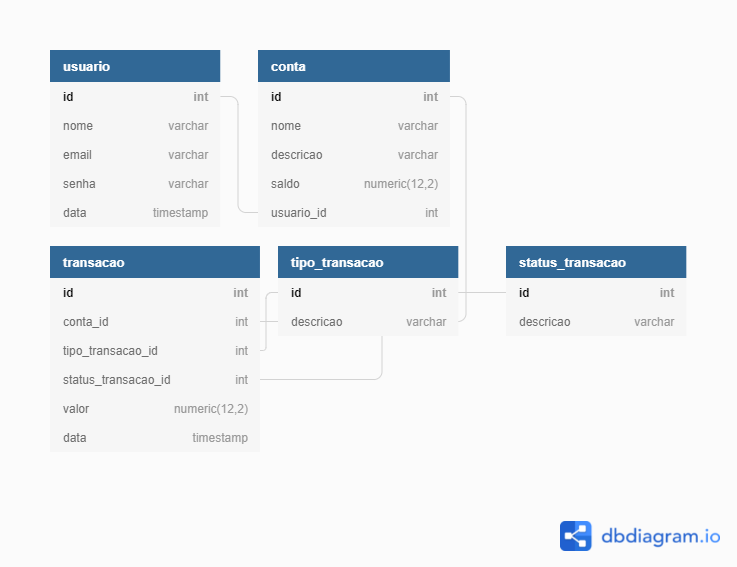 usuario
id int
nome varchar
email varchar
senha varchar
data timestamp
conta
id int
nome varchar
descricao varchar
saldo numeric(12,2)
usuario_id int
transacao
id int
conta_id int
tipo_transacao_id int
status_transacao_id int
valor numeric(12,2)
data timestamp
tipo_transacao
id int
descricao varchar
status_transacao
id int
descricao varchar
dbdiagram.io